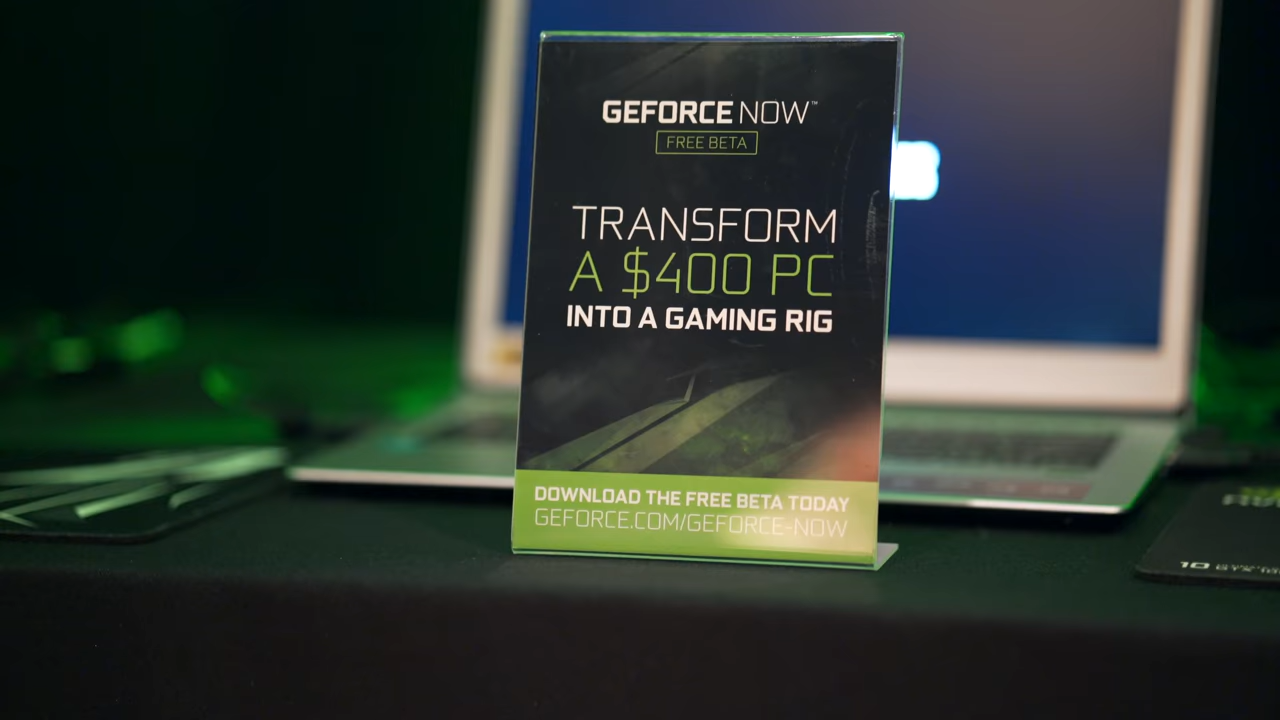 GEFORCE NOW™
FREE BETA
TRANSFORM
A $400 PC
INTO A GAMING RIG
DOWNLOAD THE FREE BETA TODAY
GEFORCE.COM/GEFORCE-NOW
10